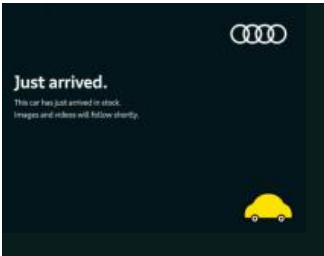 Just arrived.
This car has just arrived in stock.
Images and videos will follow shortly.